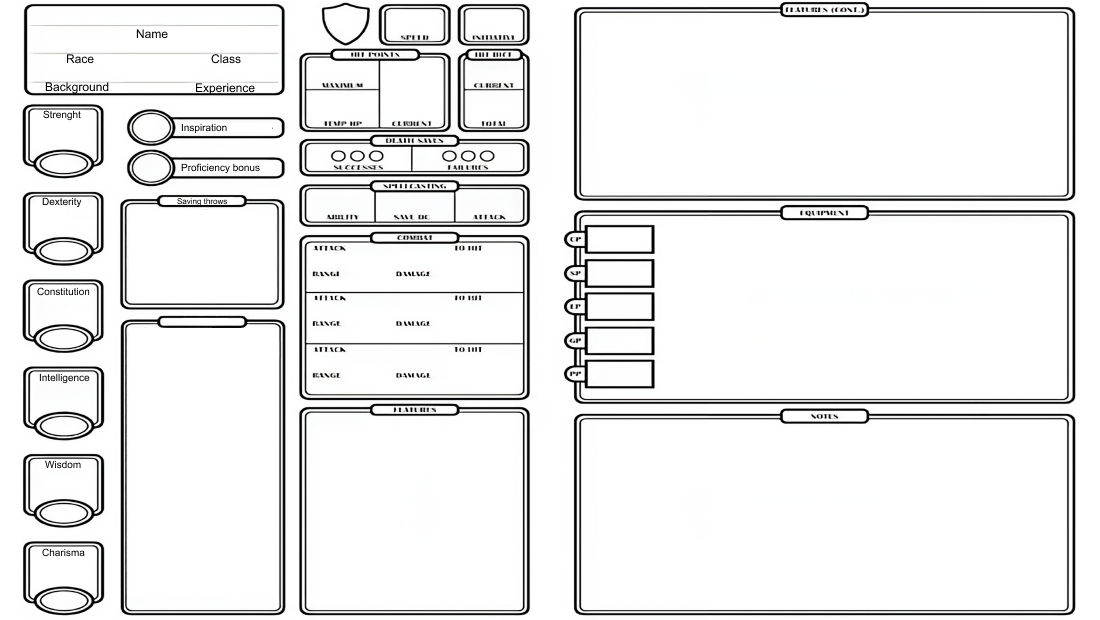 Name
Race Class
Background Experience
Strenght
Dexterity
Constitution
Intelligence
Wisdom
Charisma
Inspiration
Proficiency bonus
Saving throws
SPEED
INITIATIVE
HIT POINTS
MAXIMUM
TEMP HP
CURRENT
HIT DICE
CURRENT
TOTAL
DEATH SAVES
SUCCESSES FAILURES
SPELLCASTING
ABILITY SAVE DC ATTACK
COMBAT
ATTACK TO HIT
RANGE DAMAGE
ATTACK TO HIT
RANGE DAMAGE
ATTACK TO HIT
RANGE DAMAGE
FEATURES
FEATURES (CONT.)
EQUIPMENT
CP
SP
EP
GP
PP
NOTES